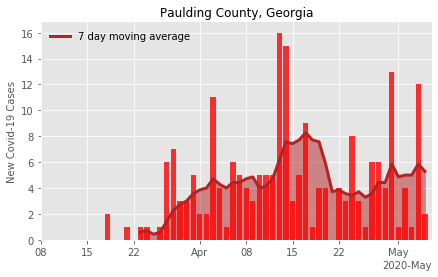 Paulding County, Georgia
7 day moving average
New Covid-19 Cases
16
14
12
10
8
6
4
2
0
08 15 22 Apr 08 15 22 May
2020-May